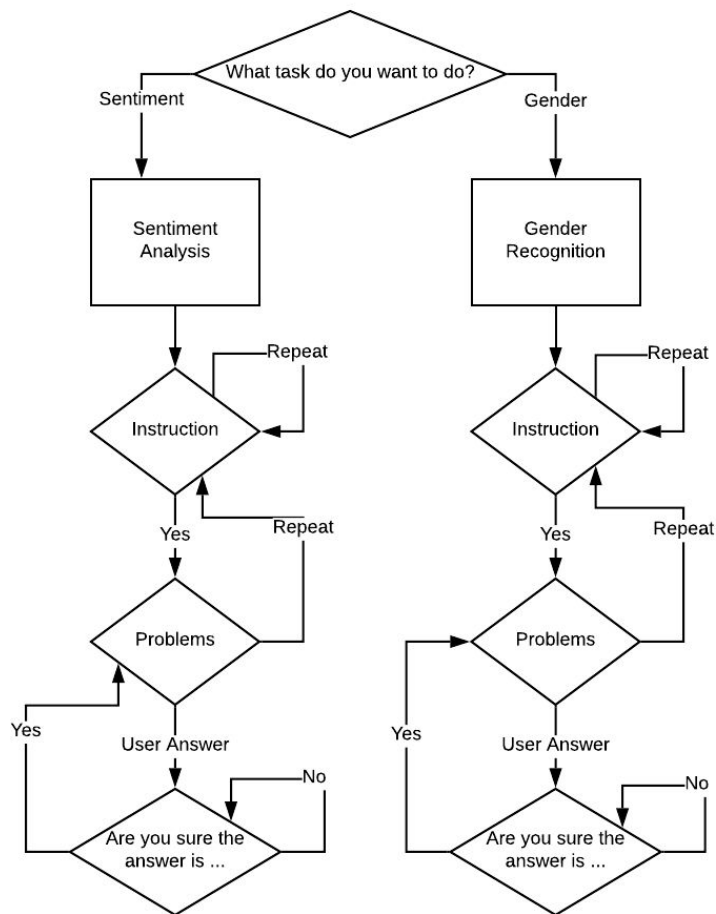 What task do you want to do?
Sentiment
Gender
Sentiment
Analysis
Gender
Recognition
Repeat
Repeat
Instruction
Instruction
Repeat
Repeat
Yes
Yes
Problems
Problems
Yes
Yes
User Answer
User Answer
No
No
Are you sure the
answer is ...
Are you sure the
answer is ...